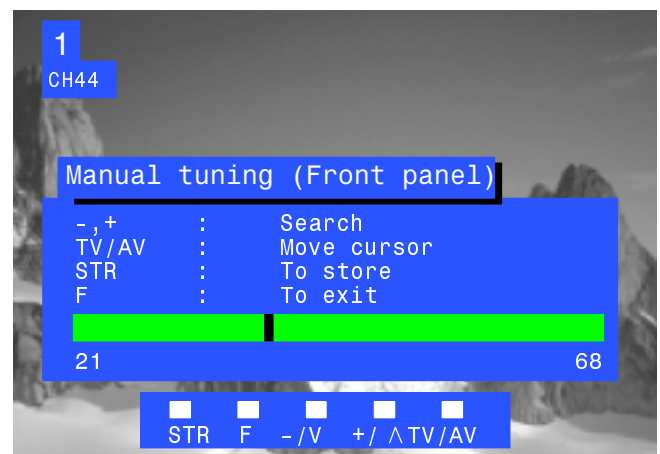 1
CH44
Manual tuning (Front panel)
-,+ : Search
TV/AV : Move cursor
STR : To store
F : To exit
21 68
STR F -/V +/ ∧ TV/AV